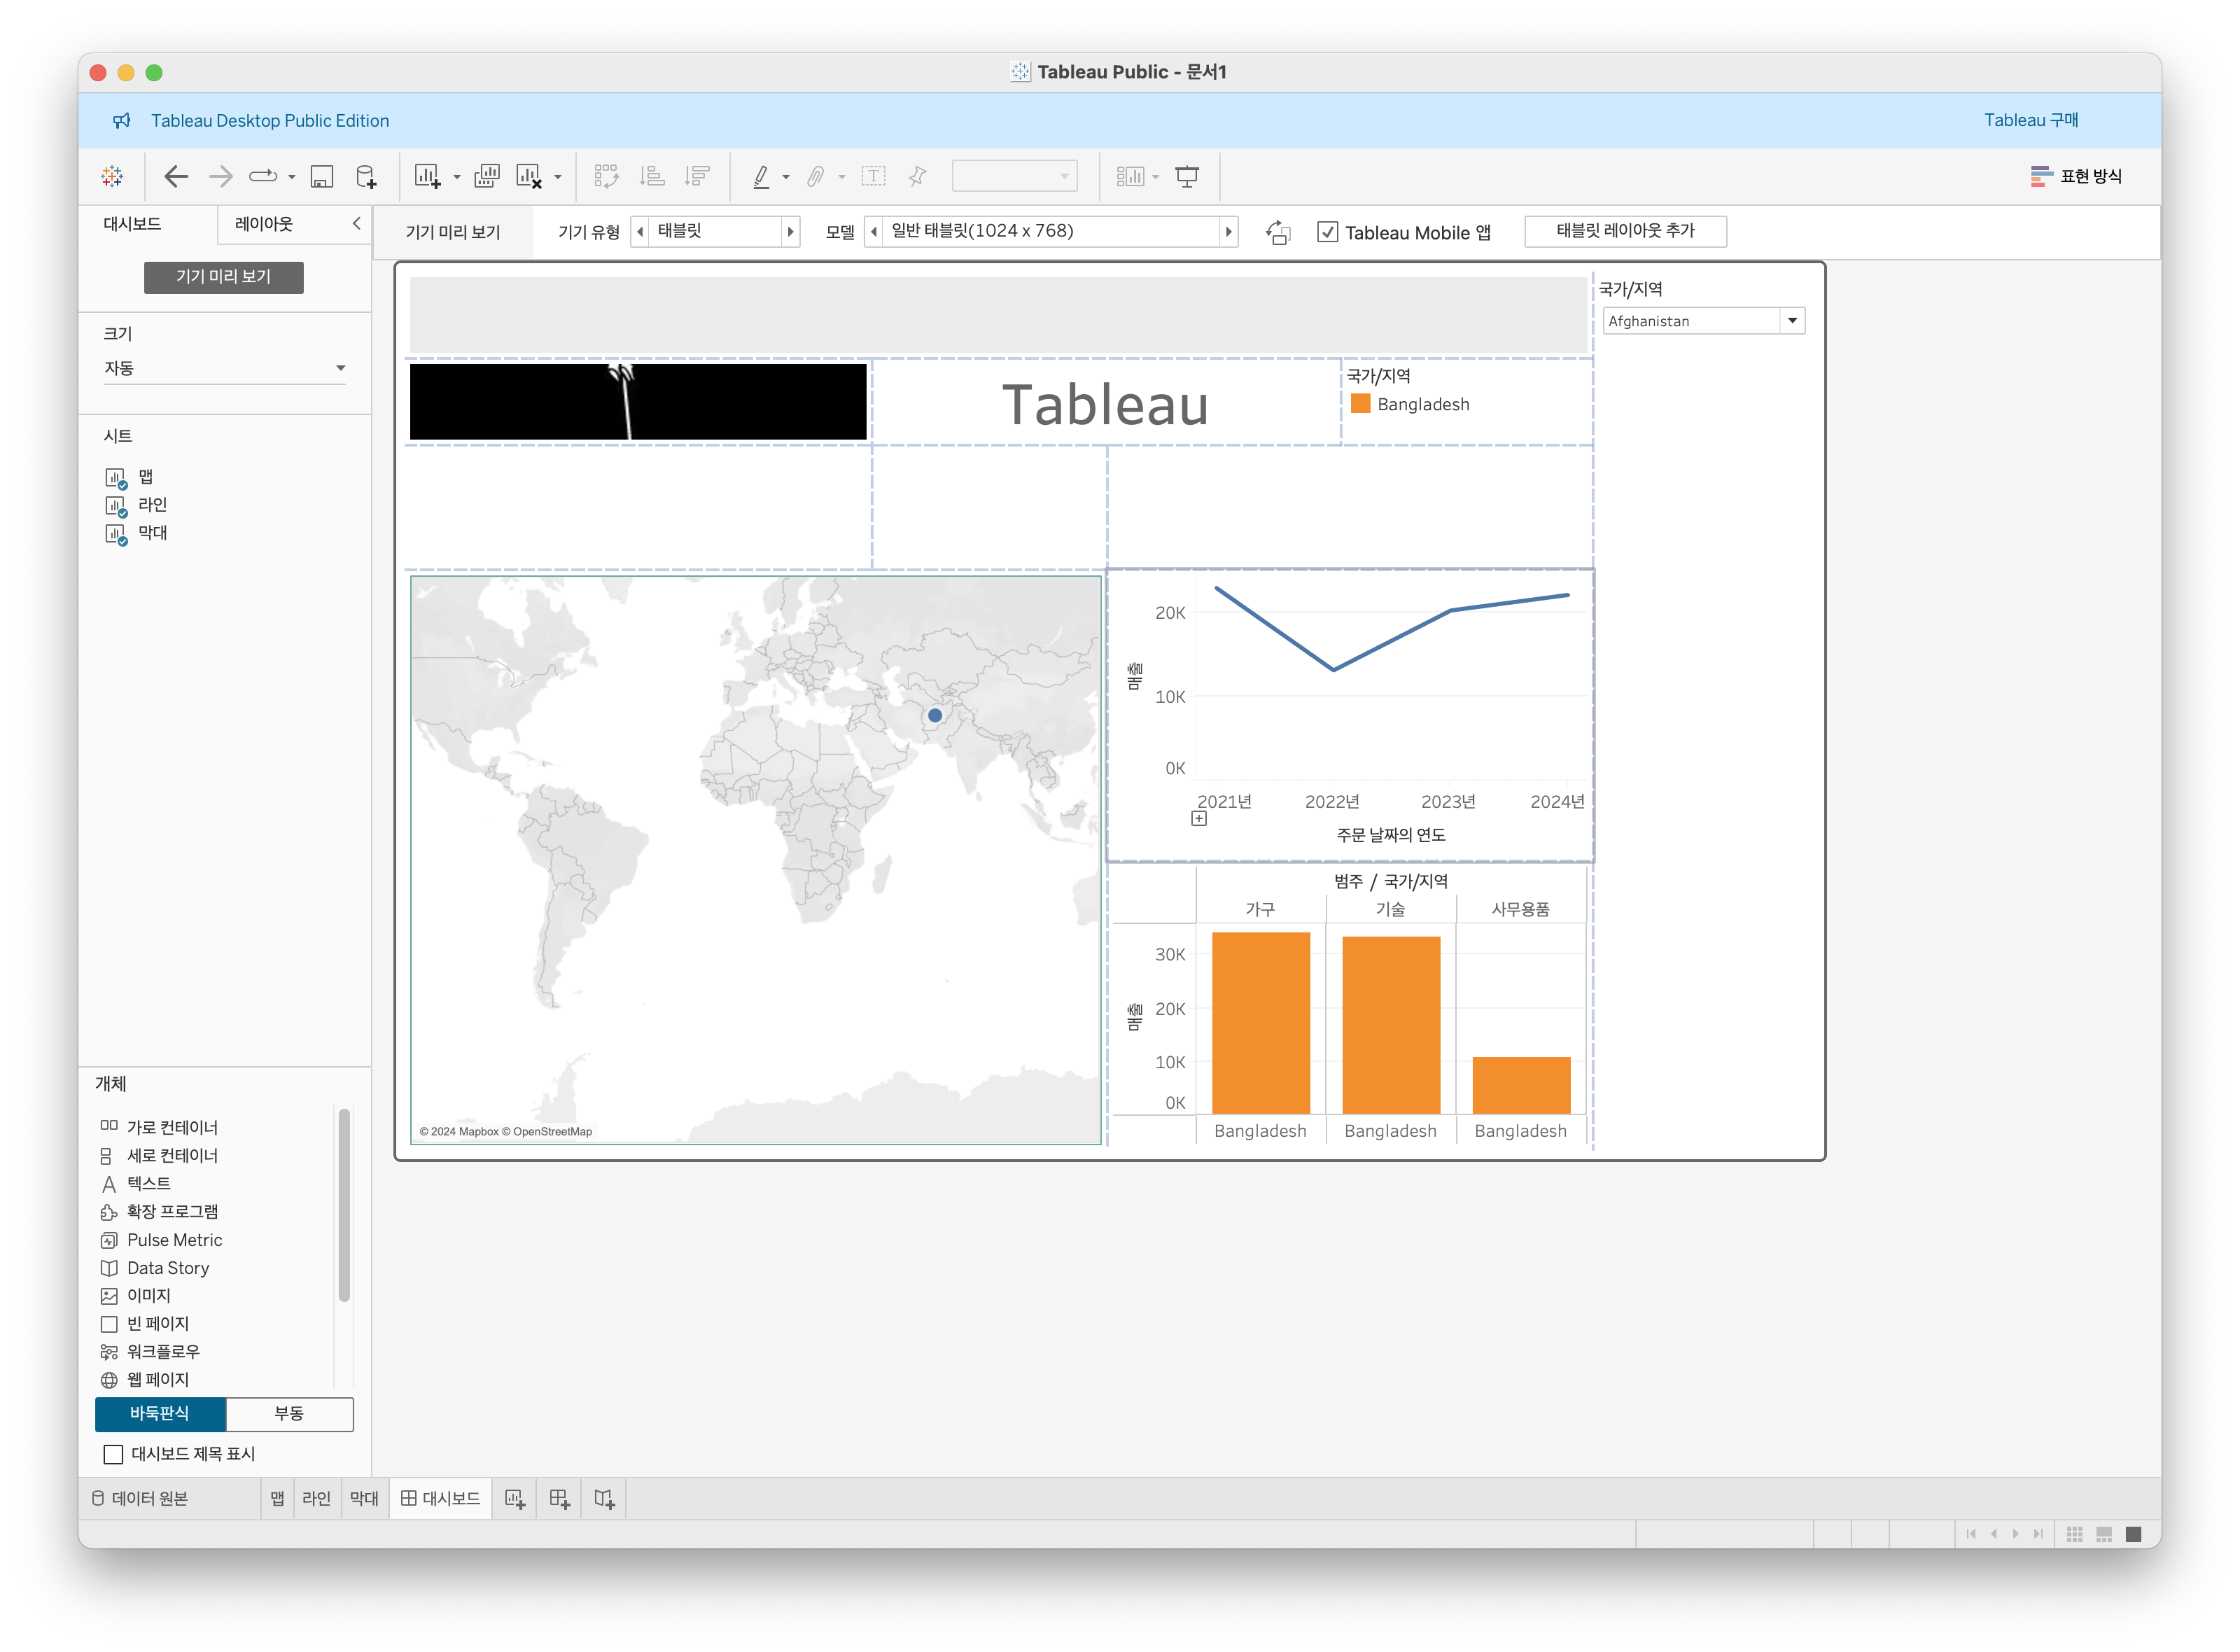 Tableau Public - 문서1
Tableau Desktop Public Edition
Tableau 구매
표현 방식
대시보드
레이아웃
기기 미리 보기
크기
자동
시트
맵
라인
막대
개체
가로 컨테이너
세로 컨테이너
텍스트
확장 프로그램
Pulse Metric
Data Story
이미지
빈 페이지
워크플로우
웹 페이지
바둑판식
부동
대시보드 제목 표시
기기 미리 보기
기기 유형
태블릿
모델
일반 태블릿(1024 x 768)
Tableau Mobile 앱
태블릿 레이아웃 추가
국가/지역
Afghanistan
Tableau
국가/지역
Bangladesh
© 2024 Mapbox © OpenStreetMap
매출
20K
10K
0K
2021년
2022년
2023년
2024년
주문 날짜의 연도
범주 / 국가/지역
가구
기술
사무용품
매출
30K
20K
10K
0K
Bangladesh
Bangladesh
Bangladesh
데이터 원본
맵
라인
막대
대시보드